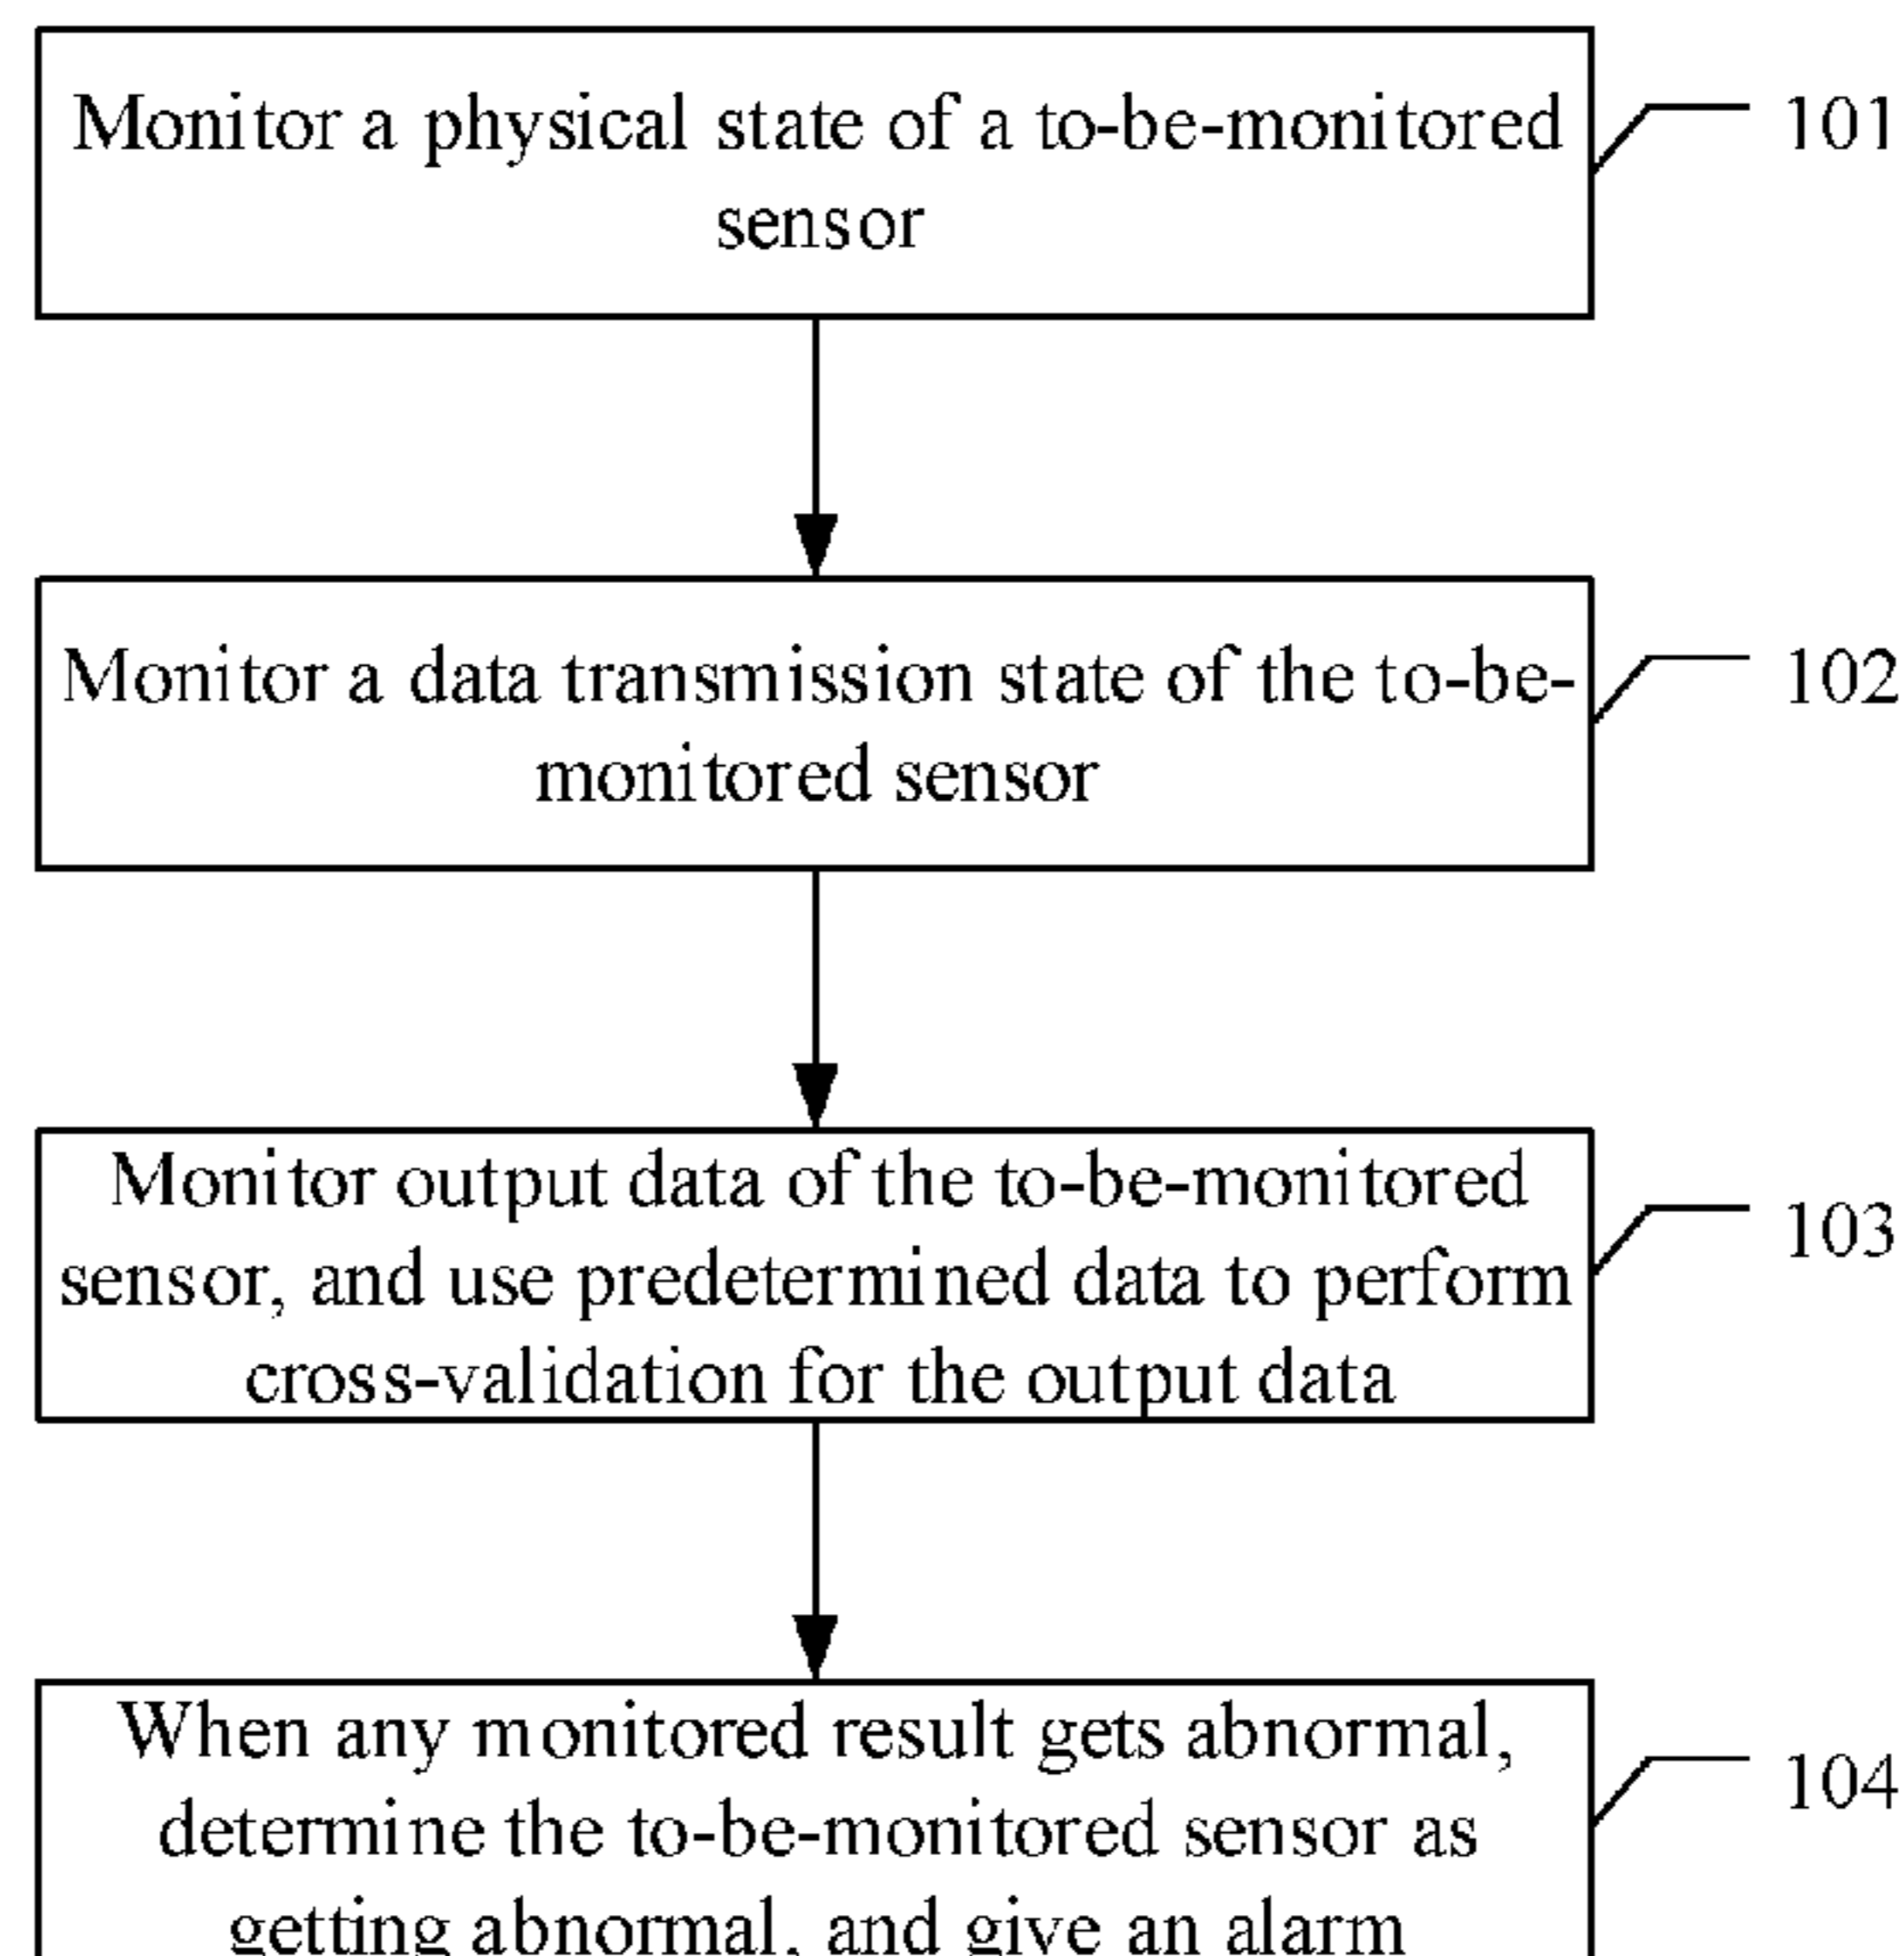 Monitor a physical state of a to-be-monitored
sensor
101
Monitor a data transmission state of the to-be-
monitored sensor
102
Monitor output data of the to-be-monitored
sensor, and use predetermined data to perform
cross-validation for the output data
103
When any monitored result gets abnormal,
determine the to-be-monitored sensor as
getting abnormal, and give an alarm
104